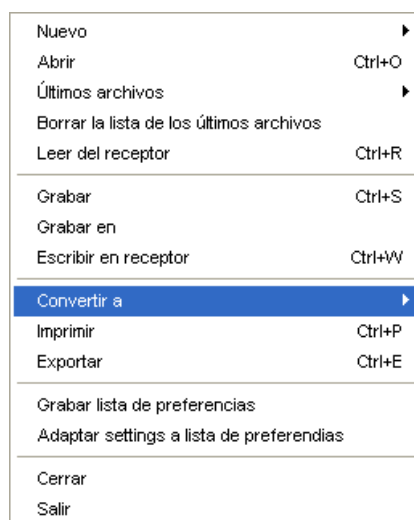 Nuevo
Abrir Ctrl+O
Últimos archivos
Borrar la lista de los últimos archivos
Leer del receptor Ctrl+R
Grabar Ctrl+S
Grabar en
Escribir en receptor Ctrl+W
Convertir a
Imprimir Ctrl+P
Exportar Ctrl+E
Grabar lista de preferencias
Adaptar settings a lista de preferendias
Cerrar
Salir